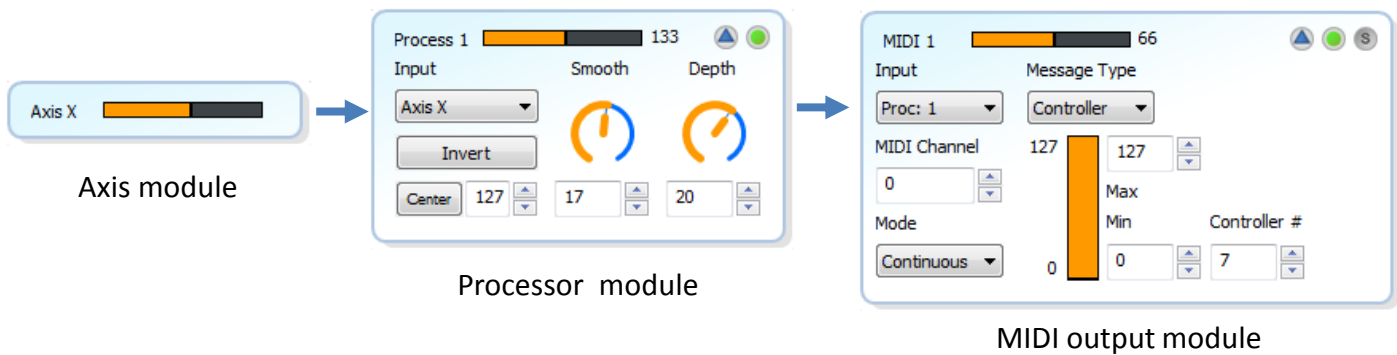 Axis X
Axis module
Process 1 133
Input Smooth Depth
Axis X
Invert
Center 127 17 20
Processor module
MIDI 1 66 S
Input Message Type
Proc: 1 Controller
MIDI Channel 127 127
0
Max
Mode Min Controller #
Continuous 0 0 7
MIDI output module